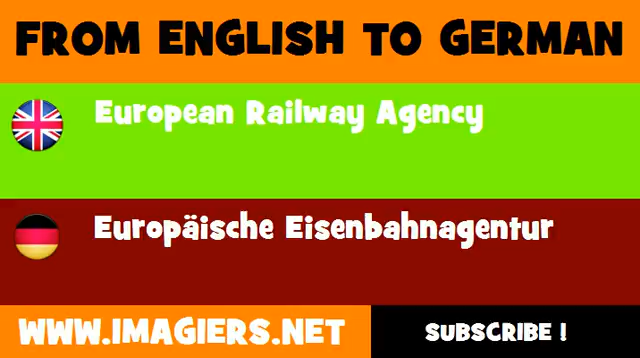 FROM ENGLISH TO GERMAN
European Railway Agency
Europäische Eisenbahnagentur
WWW.IMAGIERS.NET
SUBSCRIBE !